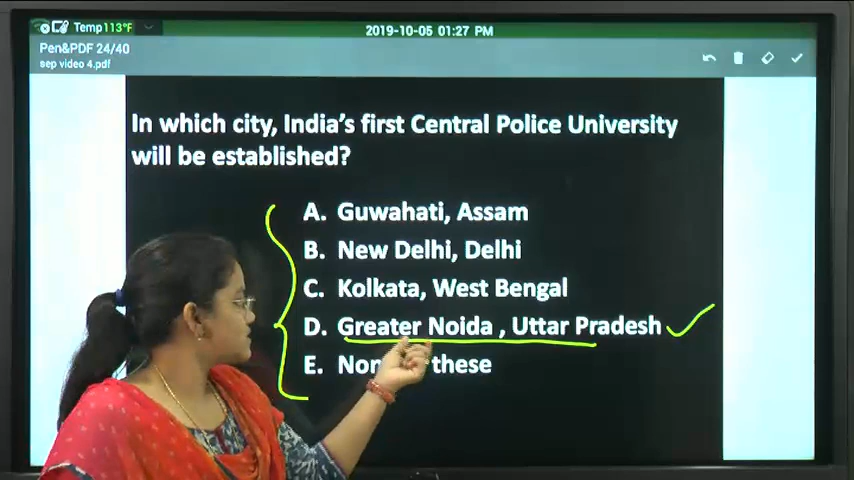 Temp 113°F
2019-10-05 01:27 PM
Pen&PDF 24/40
sep video 4.pdf
In which city, India's first Central Police University
will be established?
A. Guwahati, Assam
B. New Delhi, Delhi
C. Kolkata, West Bengal
D. Greater Noida , Uttar Pradesh
E. these